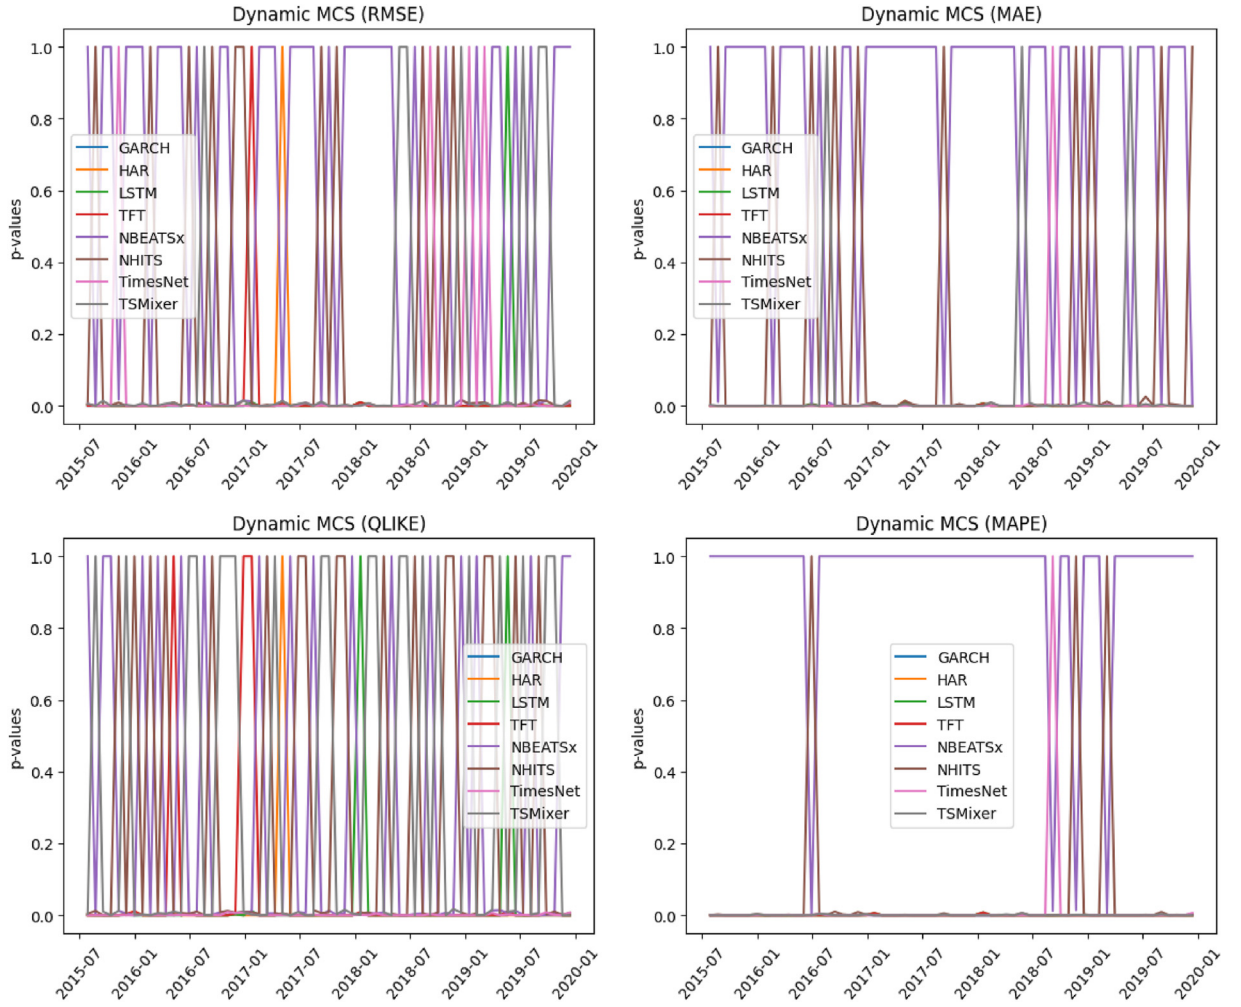 Dynamic MCS (RMSE)
p-values
1.0
0.8
0.6
0.4
0.2
0.0
GARCH
HAR
LSTM
TFT
NBEATSx
NHITS
TimesNet
TSMixer
2015-07
2016-01
2016-07
2017-01
2017-07
2018-01
2018-07
2019-01
2019-07
2020-01
Dynamic MCS (MAE)
p-values
1.0
0.8
0.6
0.4
0.2
0.0
GARCH
HAR
LSTM
TFT
NBEATSx
NHITS
TimesNet
TSMixer
2015-07
2016-01
2016-07
2017-01
2017-07
2018-01
2018-07
2019-01
2019-07
2020-01
Dynamic MCS (QLIKE)
p-values
1.0
0.8
0.6
0.4
0.2
0.0
GARCH
HAR
LSTM
TFT
NBEATSx
NHITS
TimesNet
TSMixer
2015-07
2016-01
2016-07
2017-01
2017-07
2018-01
2018-07
2019-01
2019-07
2020-01
Dynamic MCS (MAPE)
p-values
1.0
0.8
0.6
0.4
0.2
0.0
GARCH
HAR
LSTM
TFT
NBEATSx
NHITS
TimesNet
TSMixer
2015-07
2016-01
2016-07
2017-01
2017-07
2018-01
2018-07
2019-01
2019-07
2020-01